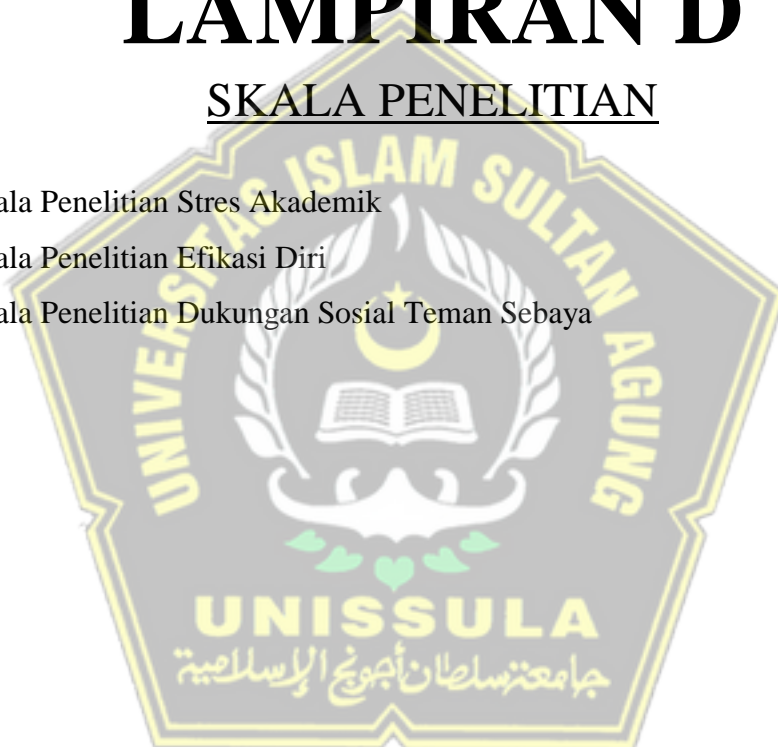 LAMPIRAN D
SKALA PENELITIAN
ala Penelitian Stres Akademik
ala Penelitian Efikasi Diri
ala Penelitian Dukungan Sosial Teman Sebaya
UNIVERSITAS ISLAM SULTAN AGUNG
UNISSULA
جامعة سلطان أجونج الإسلامية